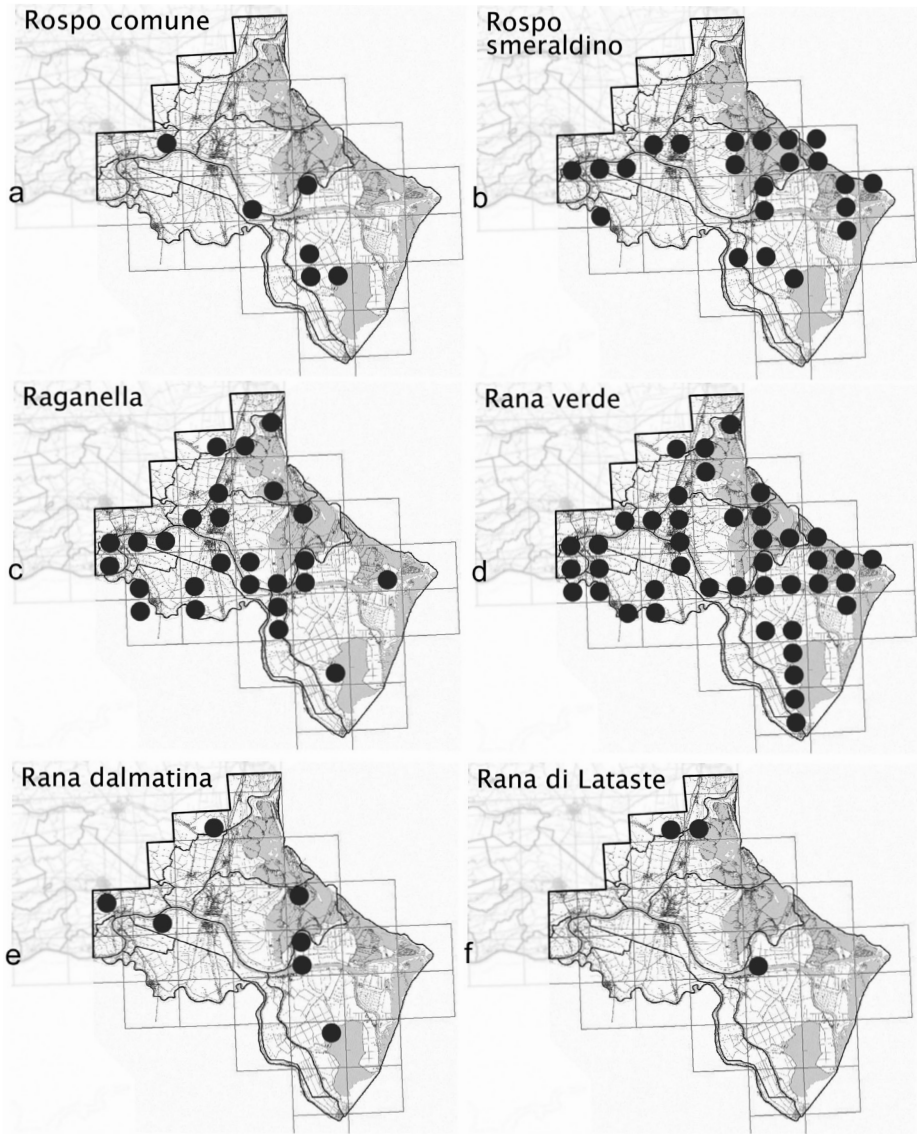 Rospo comune
a
Rospo
smeraldino
b
Raganella
c
Rana verde
d
Rana dalmatina
e
Rana di Lataste
f